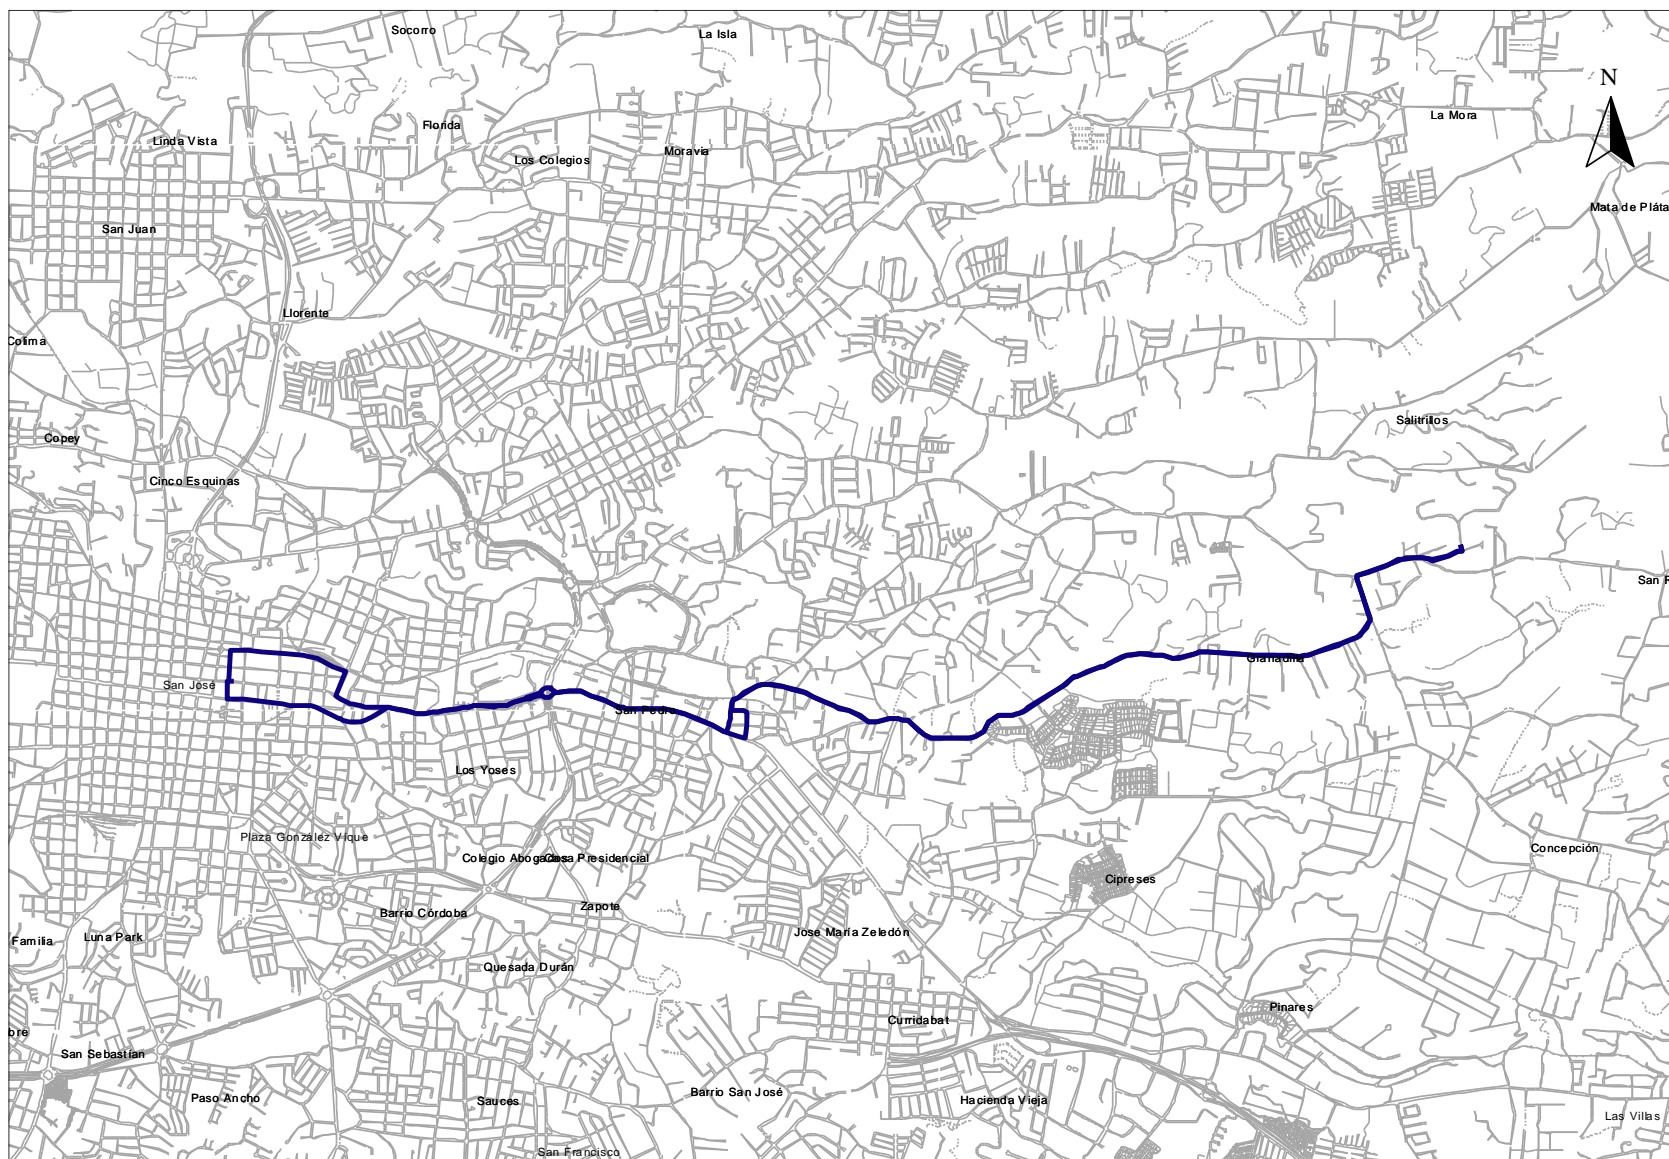 Socorro
La Isla
N
La Mora
Florida
Linda Vista
Los Colegios
Moravia
Mata de Pláta
San Juan
Llorente
Colima
Salitrillos
Copey
Cinco Esquinas
San R
Granadilla
San José
San Pedro
Los Yoses
Plaza González Víquez
Colegio Abogados
Casa Presidencial
Concepción
Cipreses
Zapote
Barrio Córdoba
José María Zeledón
Luna Park
Familia
Quesada Durán
Pinares
Curridabat
bre
San Sebastían
Paso Ancho
Sauces
Barrio San José
Hacienda Vieja
Las Villas
San Francisco